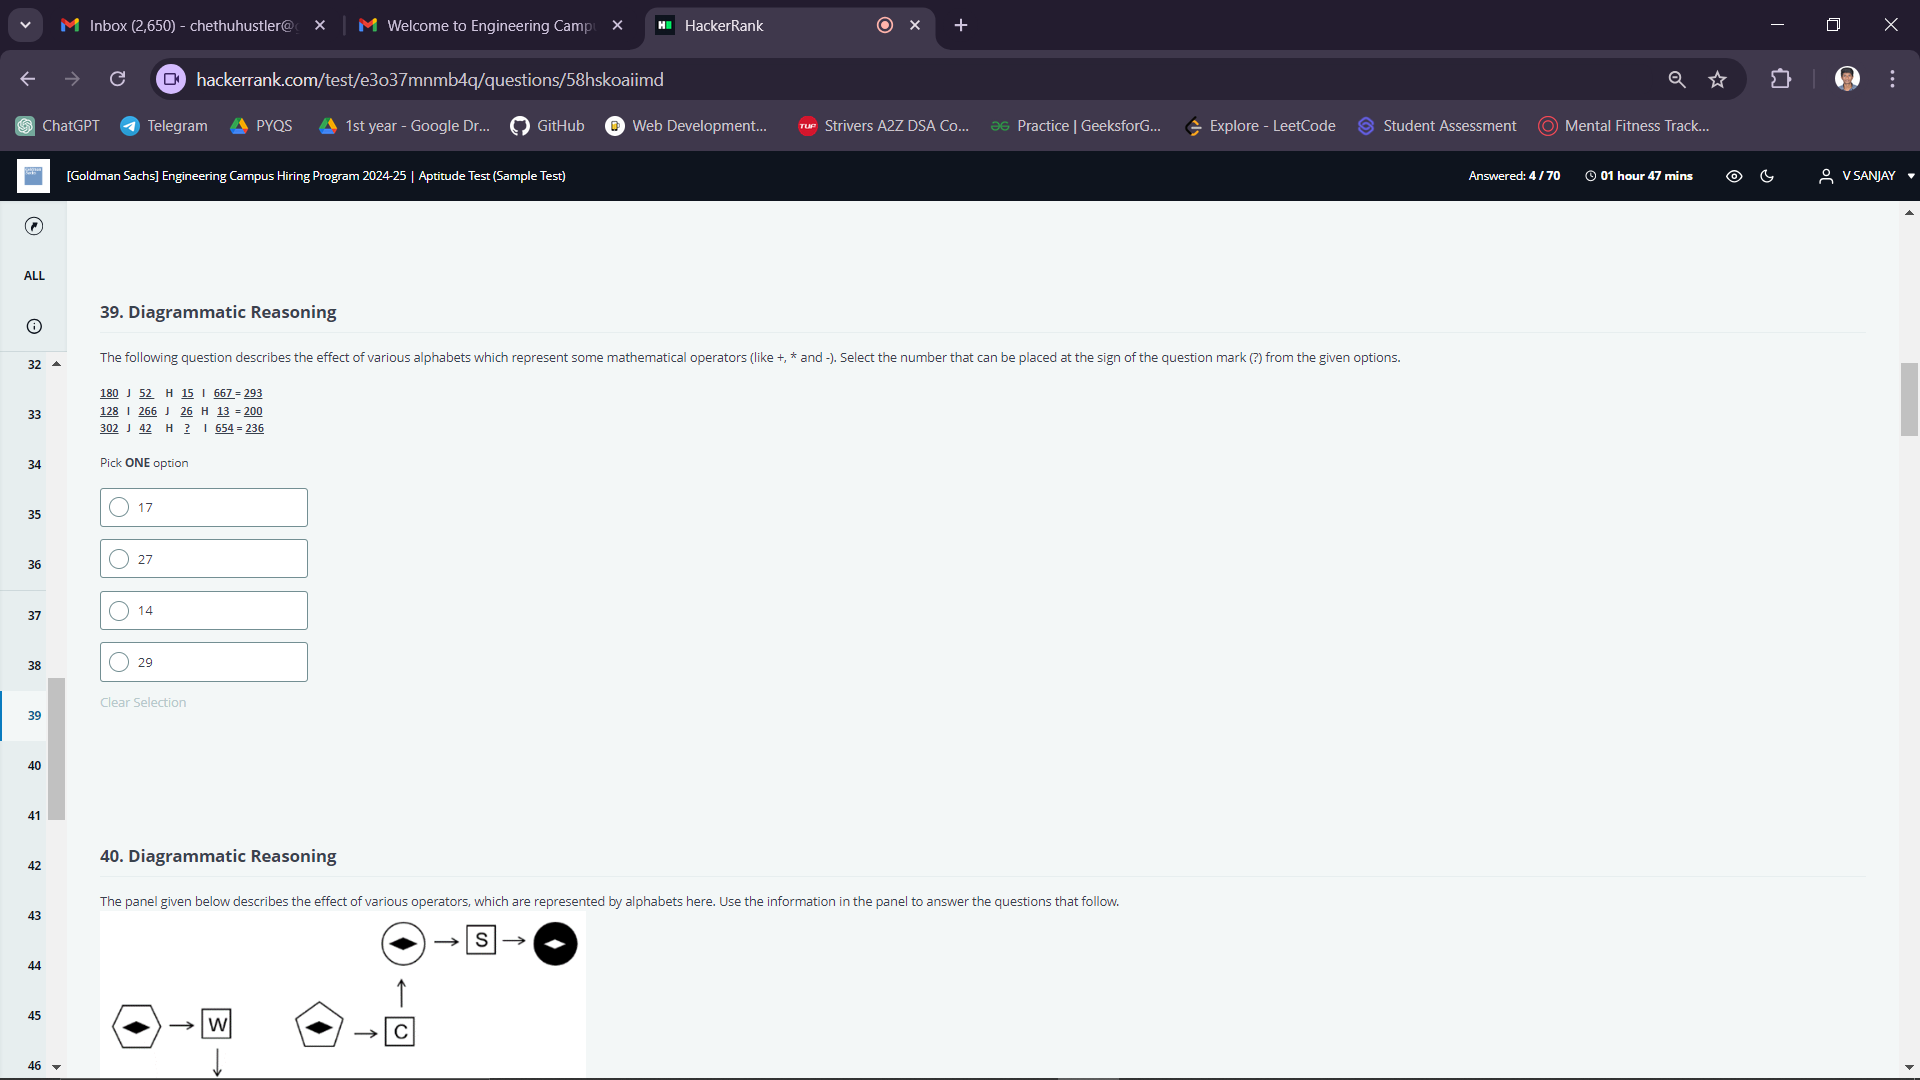 Inbox (2,650) - chethuhustler@g
Welcome to Engineering Camp
HackerRank
hackerrank.com/test/e3o37mnmb4q/questions/58hskoaiimd
ChatGPT
Telegram
PYQS
1st year - Google Dr...
GitHub
Web Development...
TUF
Strivers A2Z DSA Co...
Practice | GeeksforG...
Explore - LeetCode
Student Assessment
Mental Fitness Track...
[Goldman Sachs] Engineering Campus Hiring Program 2024-25 | Aptitude Test (Sample Test)
Answered: 4 / 70
01 hour 47 mins
V SANJAY
ALL
32
33
34
35
36
37
38
39
40
41
42
43
44
45
46
39. Diagrammatic Reasoning
The following question describes the effect of various alphabets which represent some mathematical operators (like +, * and -). Select the number that can be placed at the sign of the question mark (?) from the given options.
180 J 52 H 15 I 667 = 293
128 I 266 J 26 H 13 = 200
302 J 42 H ? I 654 = 236
Pick ONE option
17
27
14
29
Clear Selection
40. Diagrammatic Reasoning
The panel given below describes the effect of various operators, which are represented by alphabets here. Use the information in the panel to answer the questions that follow.
S
W
C